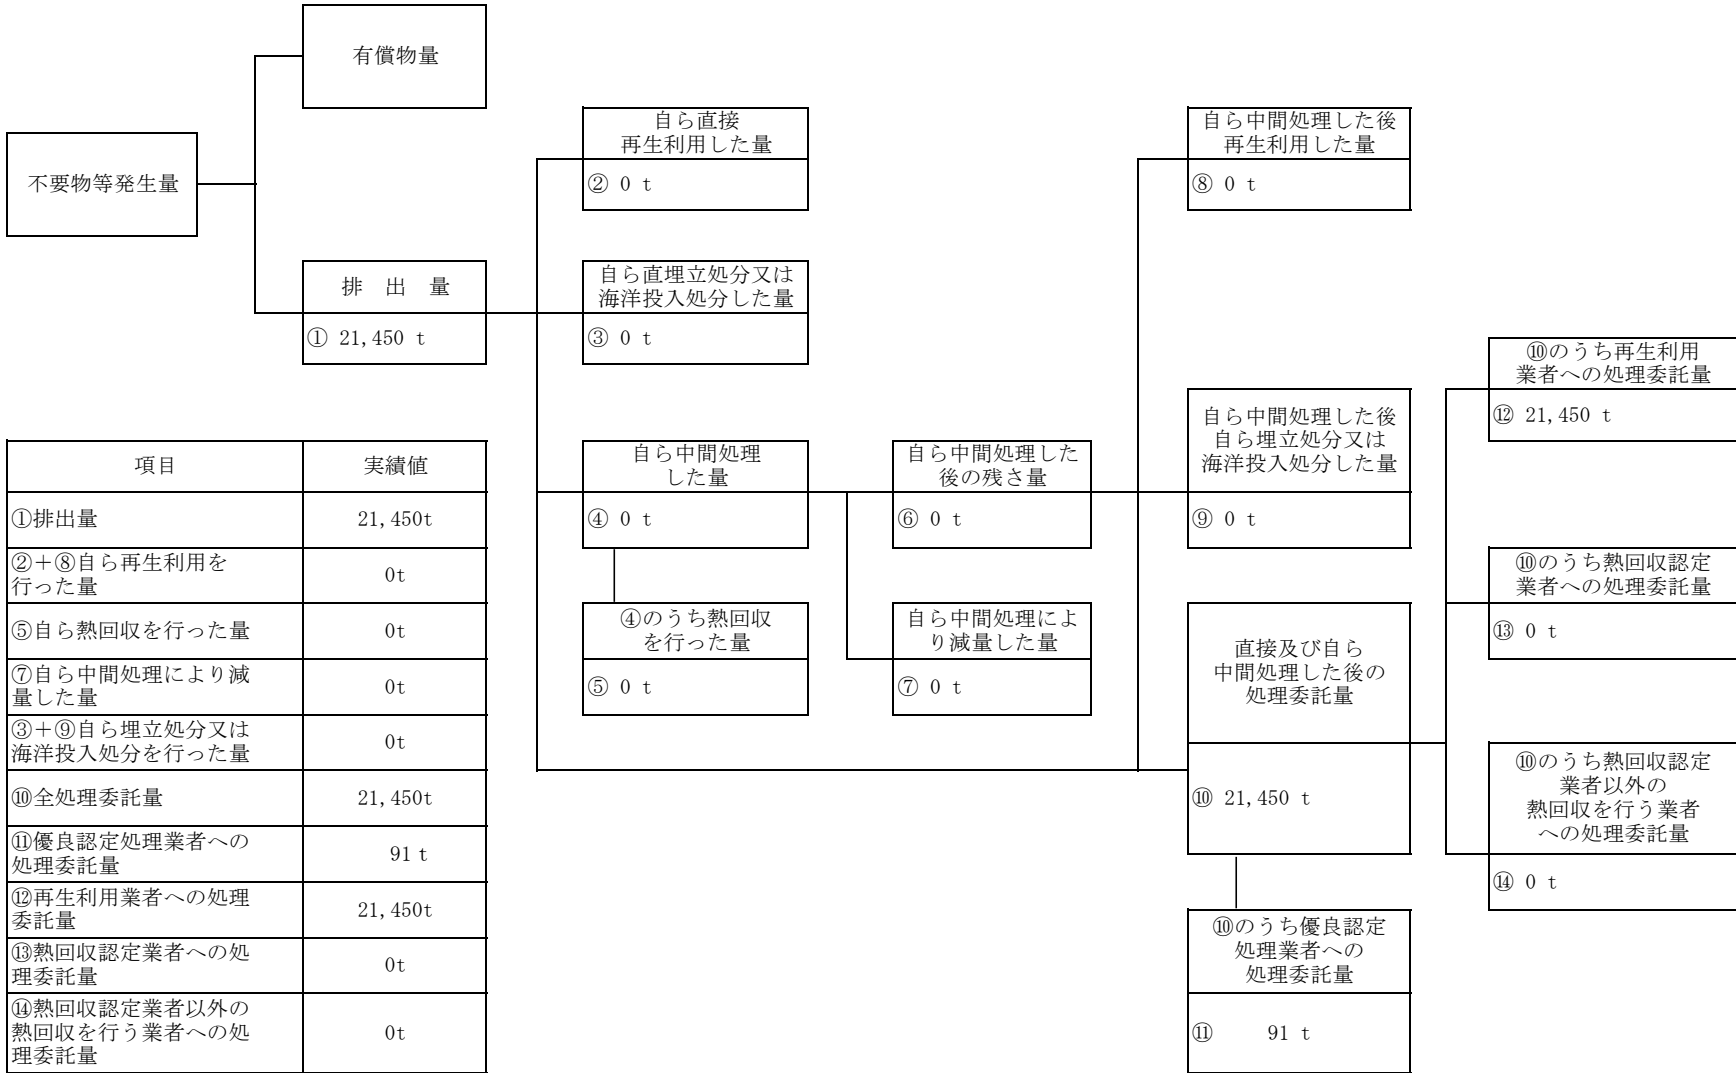 有償物量
不要物等発生量
排　出　量
① 21,450 t
自ら直接
再生利用した量
② 0 t
自ら直埋立処分又は
海洋投入処分した量
③ 0 t
自ら中間処理
した量
④ 0 t
④のうち熱回収
を行った量
⑤ 0 t
自ら中間処理した
後の残さ量
⑥ 0 t
自ら中間処理によ
り減量した量
⑦ 0 t
自ら中間処理した後
再生利用した量
⑧ 0 t
自ら中間処理した後
自ら埋立処分又は
海洋投入処分した量
⑨ 0 t
直接及び自ら
中間処理した後の
処理委託量
⑩ 21,450 t
⑩のうち優良認定
処理業者への
処理委託量
⑪ 91 t
⑩のうち再生利用
業者への処理委託量
⑫ 21,450 t
⑩のうち熱回収認定
業者への処理委託量
⑬ 0 t
⑩のうち熱回収認定
業者以外の
熱回収を行う業者
への処理委託量
⑭ 0 t
項目 実績値
①排出量 21,450t
②＋⑧自ら再生利用を
行った量 0t
⑤自ら熱回収を行った量 0t
⑦自ら中間処理により減
量した量 0t
③＋⑨自ら埋立処分又は
海洋投入処分を行った量 0t
⑩全処理委託量 21,450t
⑪優良認定処理業者への
処理委託量 91 t
⑫再生利用業者への処理
委託量 21,450t
⑬熱回収認定業者への処
理委託量 0t
⑭熱回収認定業者以外の
熱回収を行う業者への処
理委託量 0t